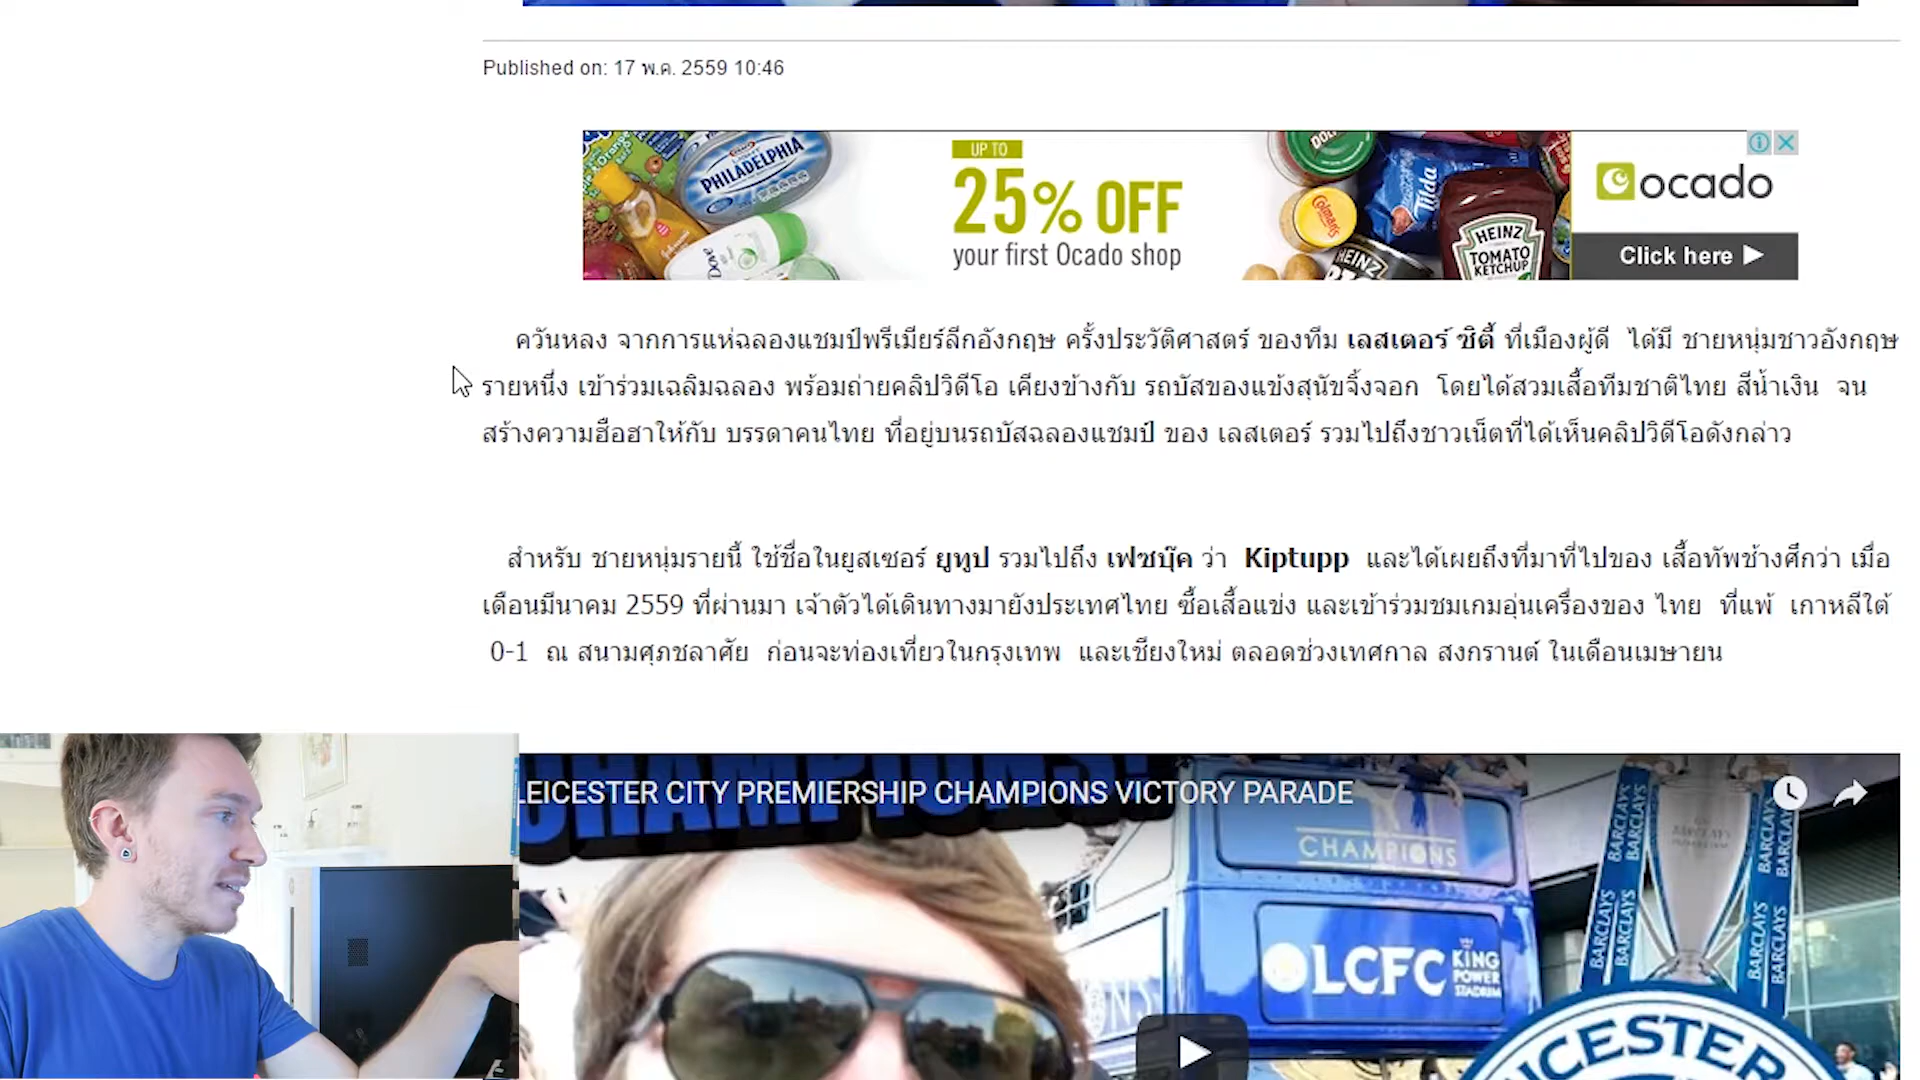 Published on: 17 พ.ค. 2559 10:46
PHILADELPHIA
Dove
UP TO
25% OFF
your first Ocado shop
DOL
Colman's
Tilda
HEINZ
HEINZ
TOMATO
KETCHUP
ocado
Click here
ควันหลง จากการแห่ฉลองแชมป์พรีเมียร์ลีกอังกฤษ ครั้งประวัติศาสตร์ ของทีม เลสเตอร์ ซิตี้ ที่เมืองผู้ดี ได้มี ชายหนุ่มชาวอังกฤษ
รายหนึ่ง เข้าร่วมเฉลิมฉลอง พร้อมถ่ายคลิปวิดีโอ เคียงข้างกับ รถบัสของแข้งสุนัขจิ้งจอก โดยได้สวมเสื้อทีมชาติไทย สีน้ำเงิน จน
สร้างความฮือฮาให้กับ บรรดาคนไทย ที่อยู่บนรถบัสฉลองแชมป์ ของ เลสเตอร์ รวมไปถึงชาวเน็ตที่ได้เห็นคลิปวิดีโอดังกล่าว
สำหรับ ชายหนุ่มรายนี้ ใช้ชื่อในยูสเซอร์ ยูทูป รวมไปถึง เฟซบุ๊ค ว่า Kiptupp และได้เผยถึงที่มาที่ไปของ เสื้อทัพช้างศึกว่า เมื่อ
เดือนมีนาคม 2559 ที่ผ่านมา เจ้าตัวได้เดินทางมายังประเทศไทย ซื้อเสื้อแข่ง และเข้าร่วมชมเกมอุ่นเครื่องของ ไทย ที่แพ้ เกาหลีใต้
0-1 ณ สนามศุภชลาศัย ก่อนจะท่องเที่ยวในกรุงเทพ และเชียงใหม่ ตลอดช่วงเทศกาล สงกรานต์ ในเดือนเมษายน
LEICESTER CITY PREMIERSHIP CHAMPIONS VICTORY PARADE
CHAMPIONS!
CHAMPIONS
LCFC KING
POWER
STADIUM
BARCLAYS
BARCLAYS
BARCLAYS
BARCLAYS
BARCLAYS
BARCLAYS
BARCLAYS
BARCLAYS
ICESTER